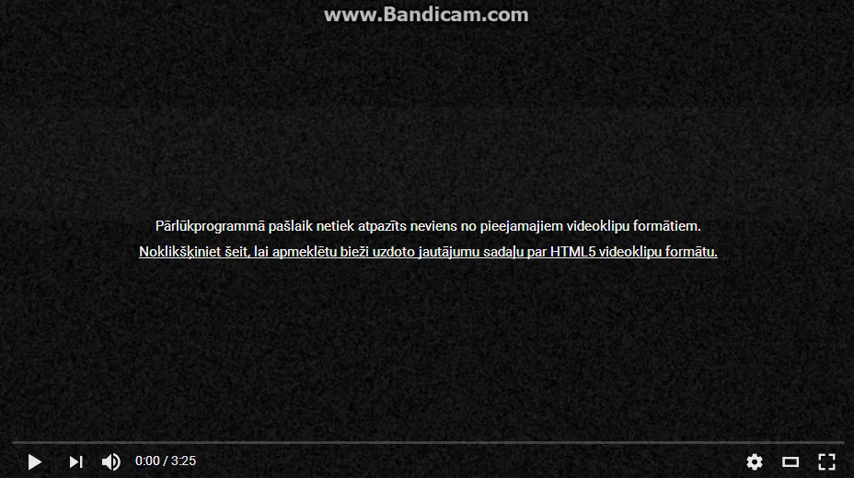 www.Bandicam.com
Pārlūkprogrammā pašlaik netiek atpazīts neviens no pieejamajiem videoklipu formātiem.
Noklikšķiniet šeit, lai apmeklētu bieži uzdoto jautājumu sadaļu par HTML5 videoklipu formātu.
0:00 / 3:25